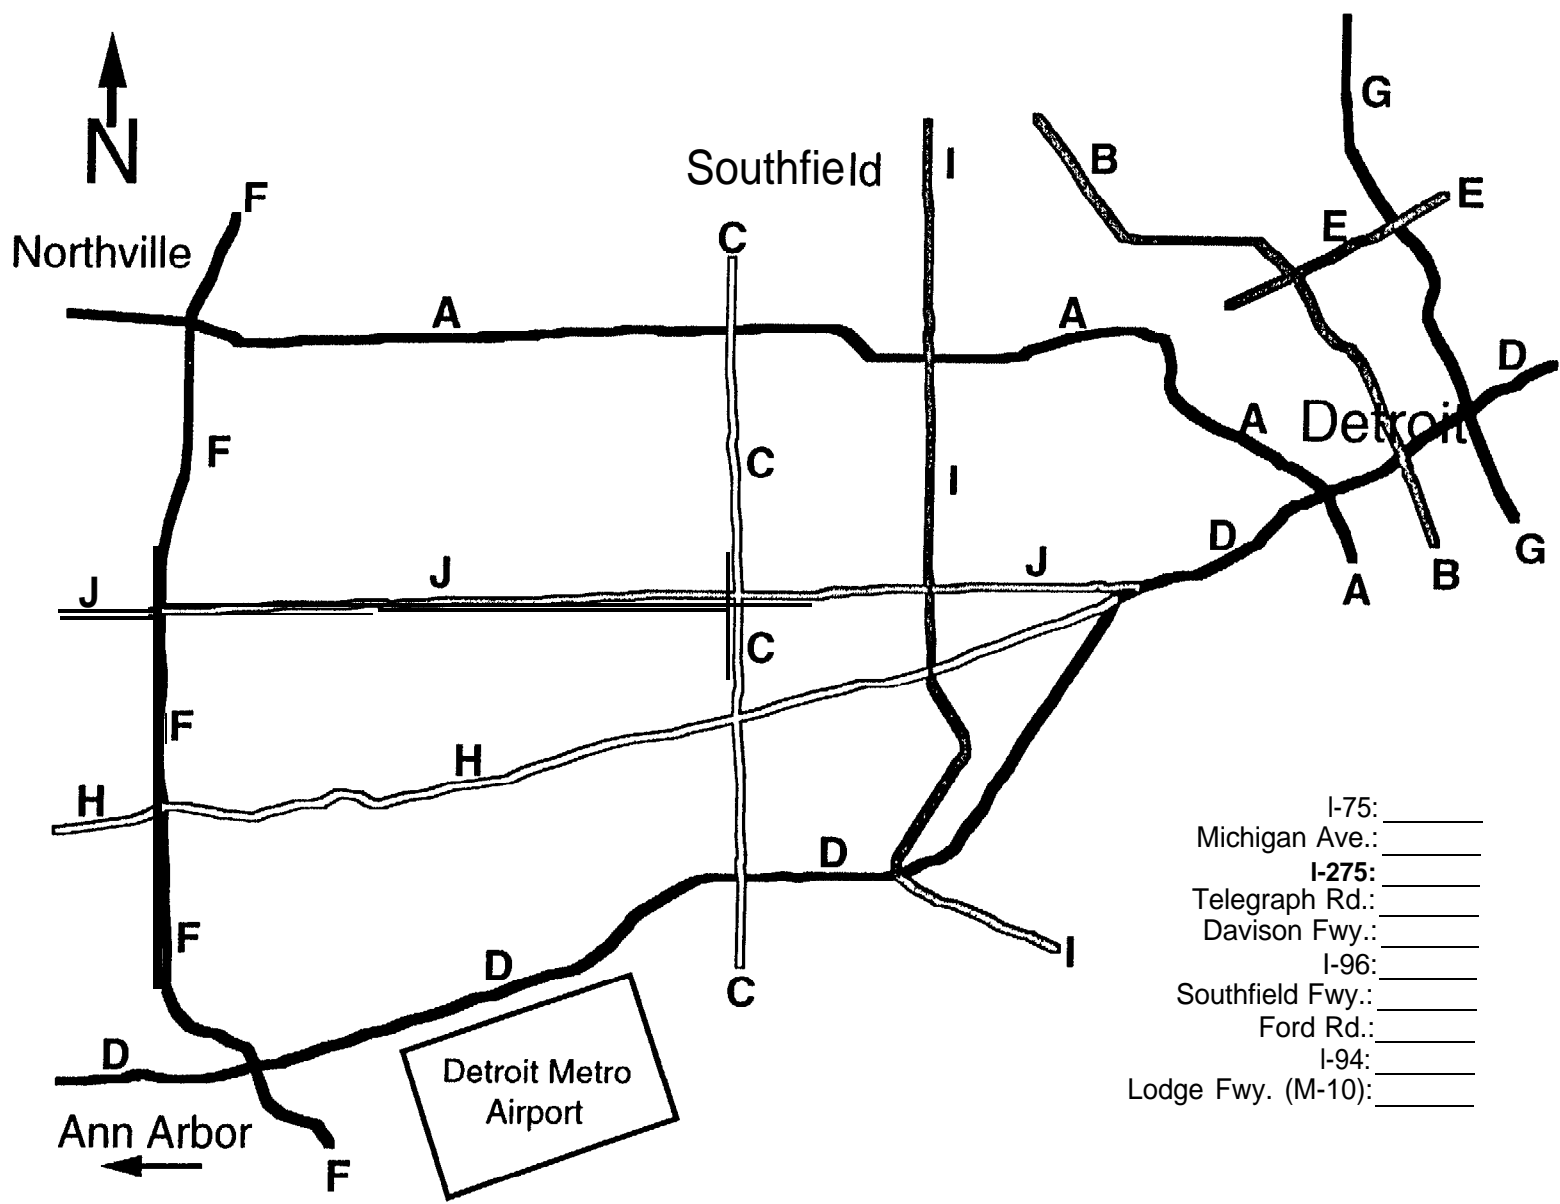 G
N
Southfield
I
B
E
E
F
Northville
C
A
A
D
F
C
I
A
Detroit
D
G
J
J
J
B
A
C
F
H
H
D
F
D
C
I
D
Detroit Metro
Airport
Ann Arbor
F
I-75:
Michigan Ave.:
I-275:
Telegraph Rd.:
Davison Fwy.:
I-96:
Southfield Fwy.:
Ford Rd.:
I-94:
Lodge Fwy. (M-10):